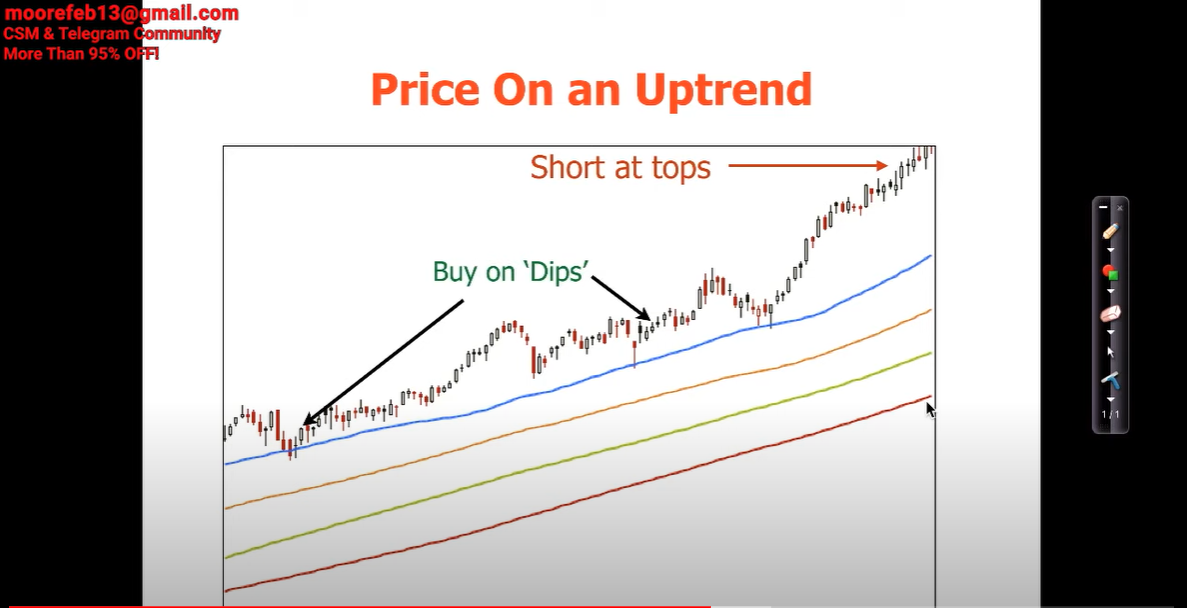 moorefeb13@gmail.com
CSM & Telegram Community
More Than 95% OFF!
Price On an Uptrend
Short at tops
Buy on ‘Dips’
1/1